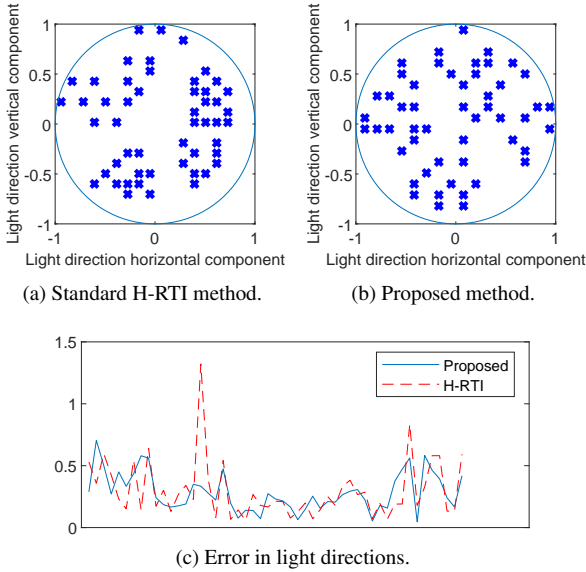 1
0.5
0
-0.5
-1
-1 0 1
Light direction vertical component
Light direction horizontal component
(a) Standard H-RTI method.
1
0.5
0
-0.5
-1
-1 0 1
Light direction vertical component
Light direction horizontal component
(b) Proposed method.
1.5
1
0.5
0
Proposed
H-RTI
(c) Error in light directions.